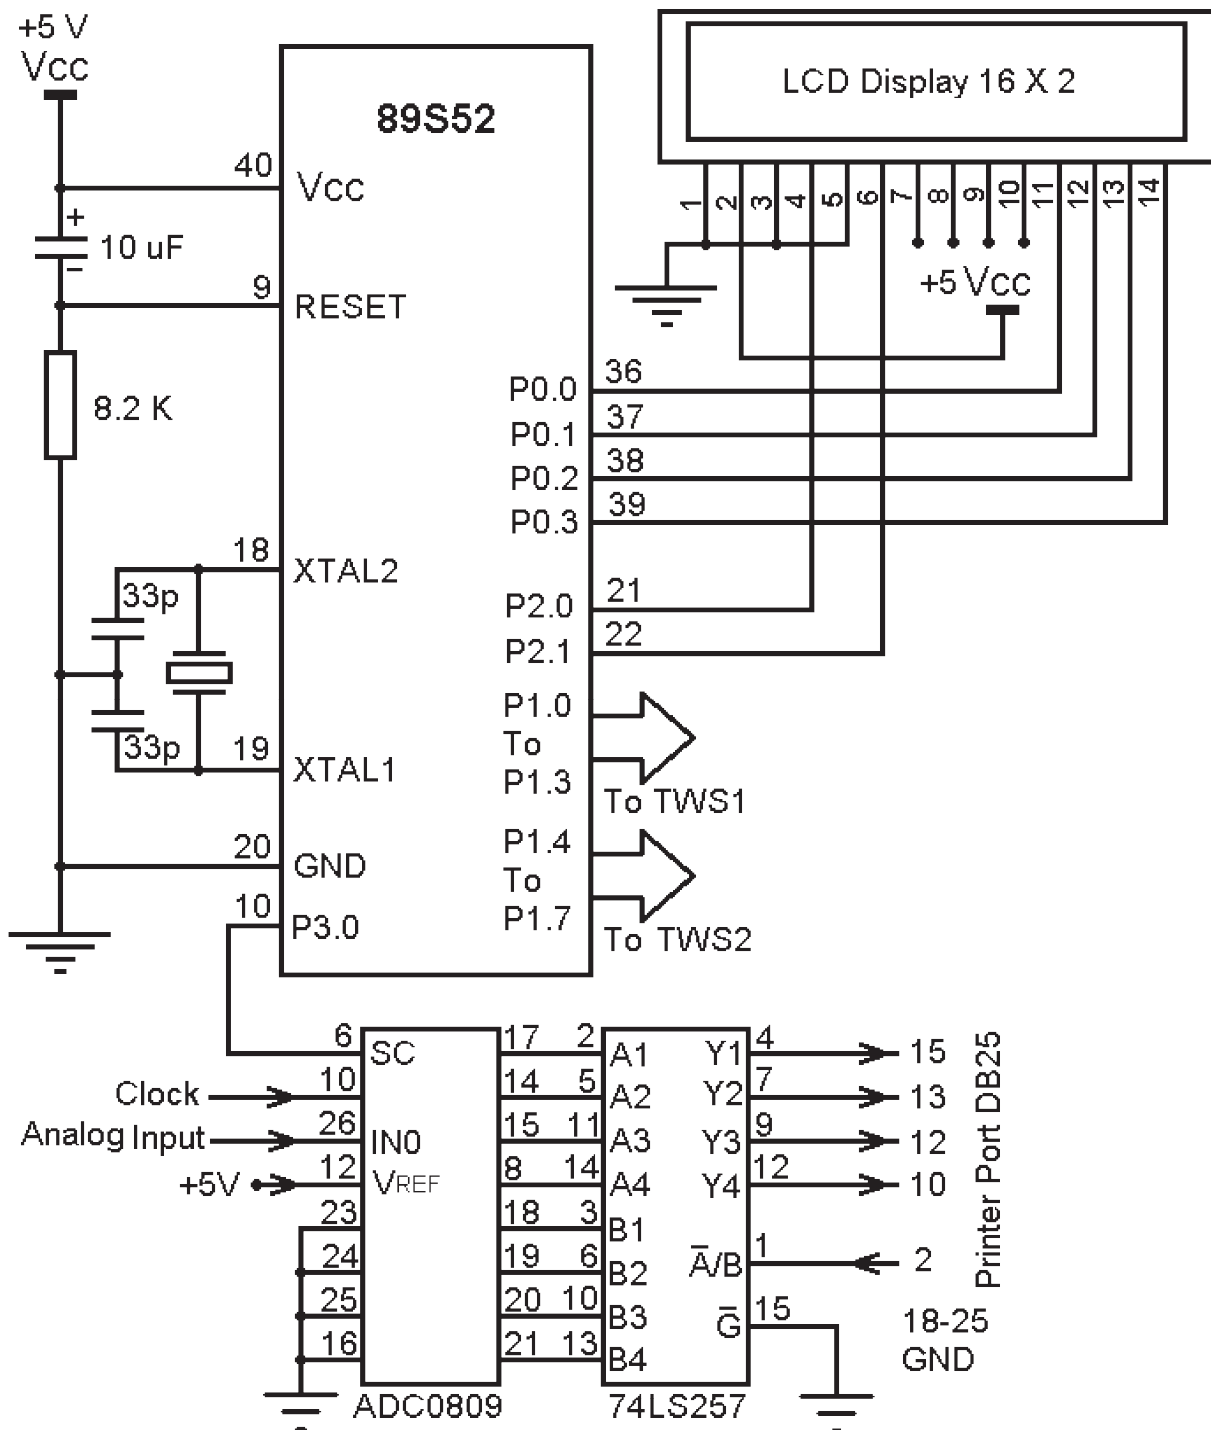 +5 V
VCC
89S52
LCD Display 16 X 2
40
VCC
+
10 uF
−
9
RESET
8.2 K
1
2
3
4
5
6
7
8
9
10
11
12
13
14
+5 VCC
P0.0
36
P0.1
37
P0.2
38
P0.3
39
18
XTAL2
33p
33p
19
XTAL1
P2.0
21
P2.1
22
P1.0
To
P1.3
To TWS1
P1.4
To
P1.7
To TWS2
20
GND
10
P3.0
6
SC
17
2
A1
Y1
4
15
Clock
10
14
5
A2
Y2
7
13
Analog Input
26
IN0
15
11
A3
Y3
9
12
+5V
12
VREF
8
14
A4
Y4
12
10
23
18
3
B1
24
19
6
B2
A/B
1
2
25
20
10
B3
G
15
18-25
GND
16
21
13
B4
Printer Port DB25
ADC0809
74LS257